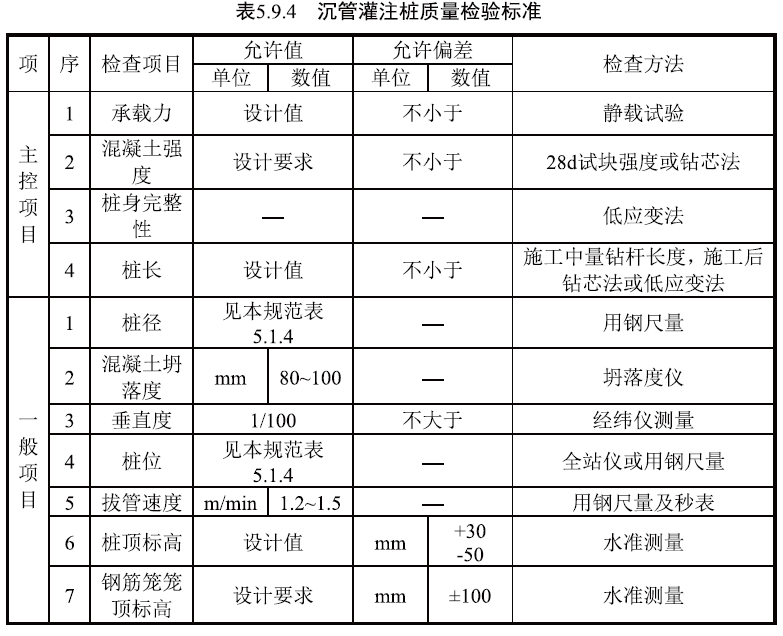 表5.9.4 沉管灌注桩质量检验标准
项 序 检查项目 允许值 允许偏差 检查方法
单位 数值 单位 数值
主控项目
1 承载力 设计值 不小于 静载试验
2 混凝土强度 设计要求 不小于 28d试块强度或钻芯法
3 桩身完整性 — — 低应变法
4 桩长 设计值 不小于 施工中量钻杆长度，施工后钻芯法或低应变法
一般项目
1 桩径 见本规范表5.1.4 — 用钢尺量
2 混凝土坍落度 mm 80~100 — 坍落度仪
3 垂直度 1/100 不大于 经纬仪测量
4 桩位 见本规范表5.1.4 — 全站仪或用钢尺量
5 拔管速度 m/min 1.2~1.5 — 用钢尺量及秒表
6 桩顶标高 设计值 mm +30 -50 水准测量
7 钢筋笼笼顶标高 设计要求 mm ±100 水准测量